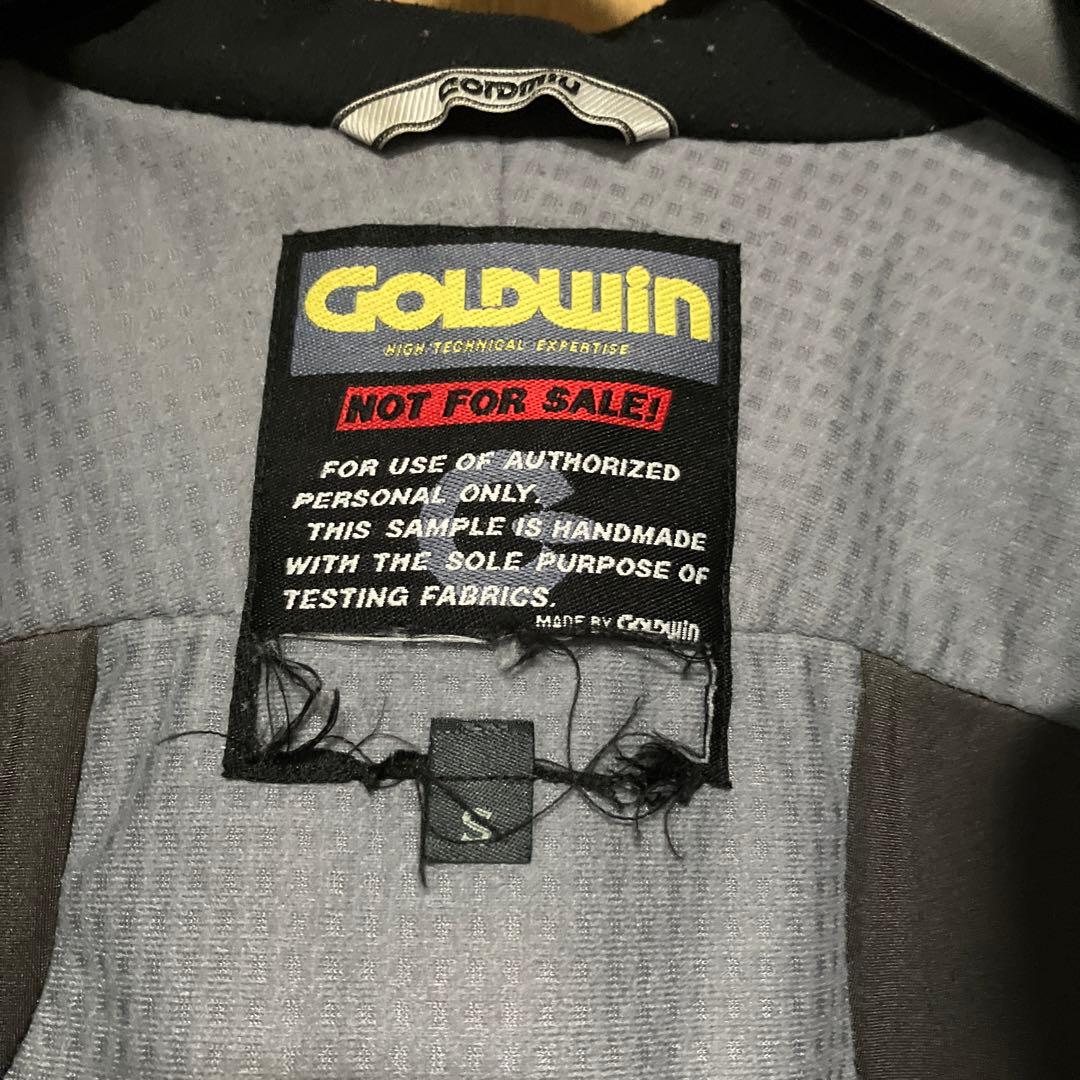 GOLDWIN
GOLDWIN
HIGH-TECHNICAL EXPERTISE
NOT FOR SALE!
FOR USE OF AUTHORIZED
PERSONAL ONLY.
THIS SAMPLE IS HANDMADE
WITH THE SOLE PURPOSE OF
TESTING FABRICS.
MADE BY GOLDWIN
S